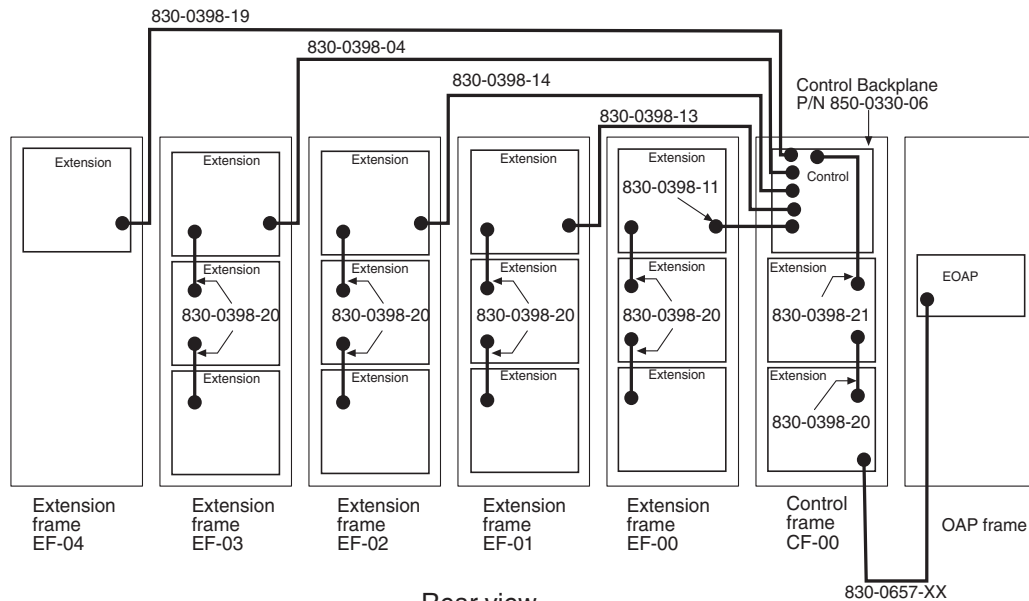 830-0398-19
830-0398-04
830-0398-14
830-0398-13
Control Backplane
P/N 850-0330-06
Extension
Extension
Extension
Extension
Extension
Control
830-0398-11
Extension
Extension
Extension
Extension
Extension
EOAP
830-0398-20
830-0398-20
830-0398-20
830-0398-20
830-0398-21
Extension
Extension
Extension
Extension
Extension
830-0398-20
Extension
frame
EF-04
Extension
frame
EF-03
Extension
frame
EF-02
Extension
frame
EF-01
Extension
frame
EF-00
Control
frame
CF-00
OAP frame
830-0657-XX
Rear view